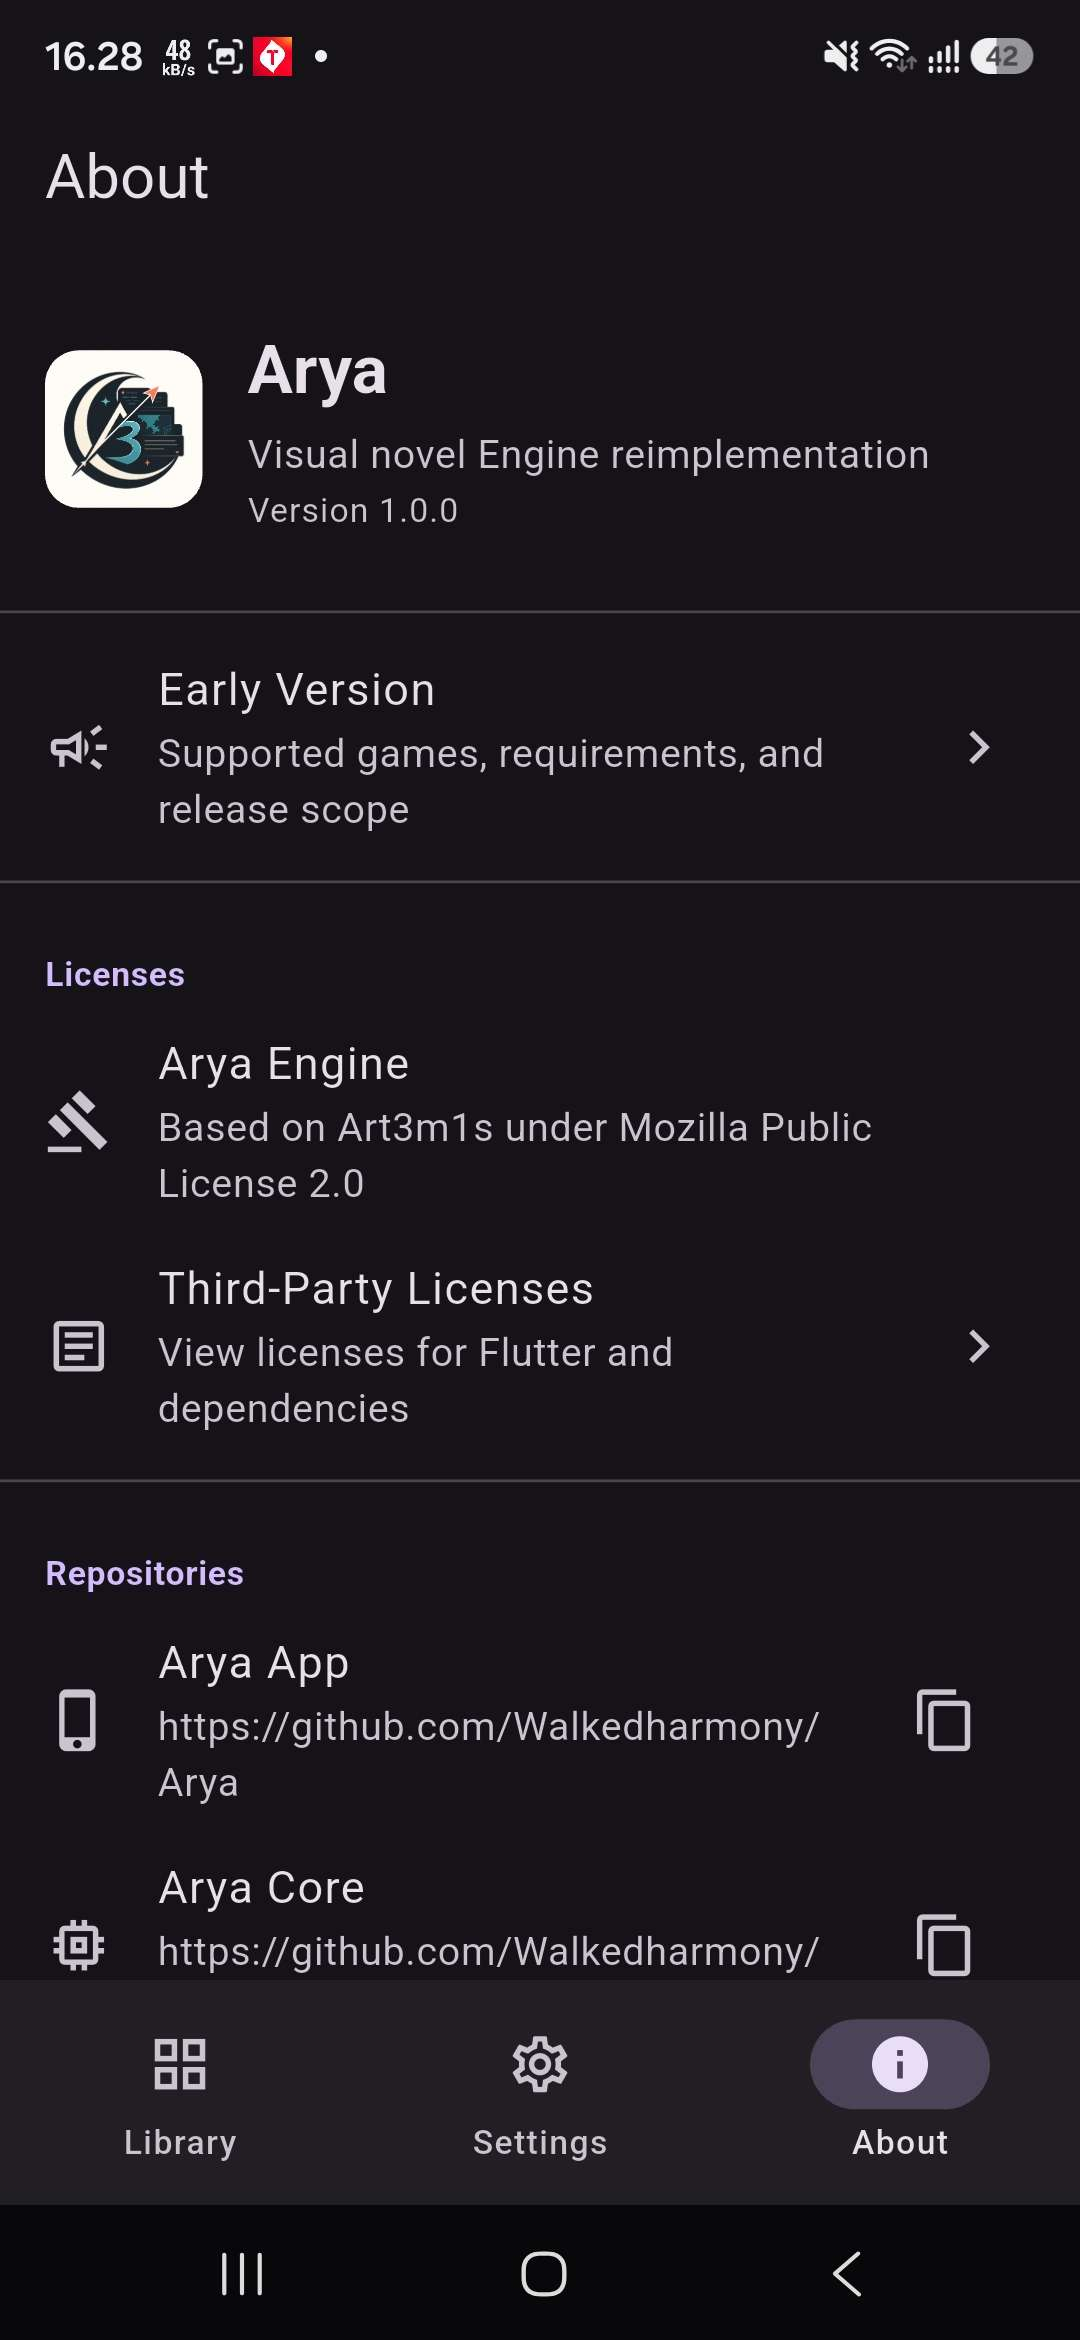 16.28 48 kB/s T 42
About
Arya
Visual novel Engine reimplementation
Version 1.0.0
Early Version
Supported games, requirements, and
release scope
Licenses
Arya Engine
Based on Art3m1s under Mozilla Public
License 2.0
Third-Party Licenses
View licenses for Flutter and
dependencies
Repositories
Arya App
https://github.com/Walkedharmony/
Arya
Arya Core
https://github.com/Walkedharmony/
Library Settings About